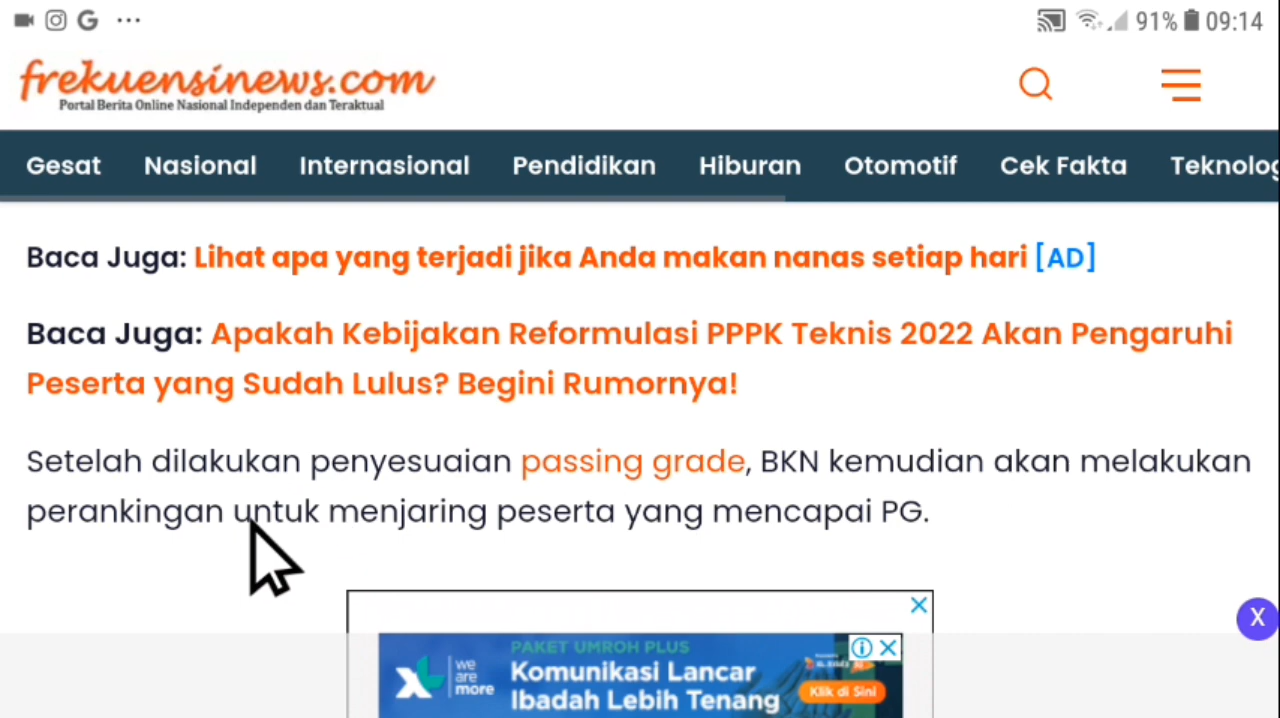 91% 09:14
frekuensinews.com
Portal Berita Online Nasional Independen dan Teraktual
Gesat Nasional Internasional Pendidikan Hiburan Otomotif Cek Fakta Teknolog
Baca Juga: Lihat apa yang terjadi jika Anda makan nanas setiap hari [AD]
Baca Juga: Apakah Kebijakan Reformulasi PPPK Teknis 2022 Akan Pengaruhi
Peserta yang Sudah Lulus? Begini Rumornya!
Setelah dilakukan penyesuaian passing grade, BKN kemudian akan melakukan
perankingan untuk menjaring peserta yang mencapai PG.
X
PAKET UMROH PLUS
XL we are more
Komunikasi Lancar
Ibadah Lebih Tenang
Klik di Sini